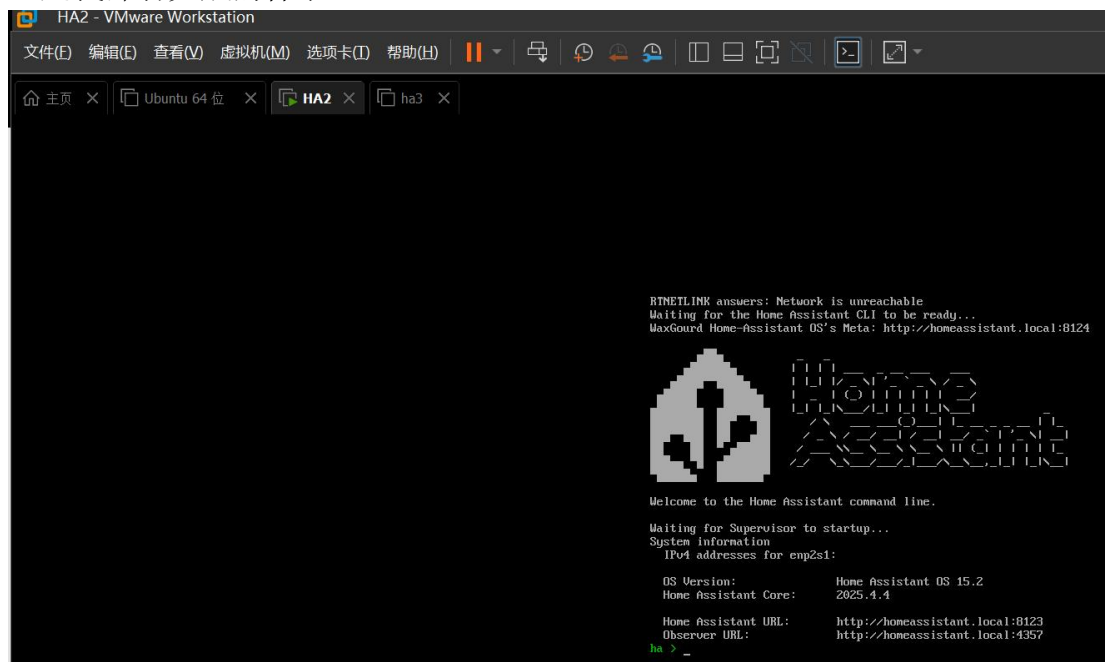 HA2 - VMware Workstation
文件(F) 编辑(E) 查看(V) 虚拟机(M) 选项卡(T) 帮助(H)
主页 Ubuntu 64 位 HA2 ha3
RTNETLINK answers: Network is unreachable
Waiting for the Home Assistant CLI to be ready...
WaxGourd Home-Assistant OS's Meta: http://homeassistant.local:8124
Home
Assistant
Welcome to the Home Assistant command line.
Waiting for Supervisor to startup...
System information
IPv4 addresses for enp2s1:
OS Version: Home Assistant OS 15.2
Home Assistant Core: 2025.4.4
Home Assistant URL: http://homeassistant.local:8123
Observer URL: http://homeassistant.local:4357
ha > _